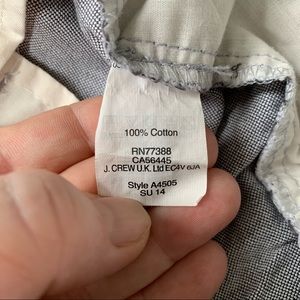 100% Cotton
RN77388
CA56445
J. CREW U.K. Ltd EC4V 6JA
Style A4505
SU 14